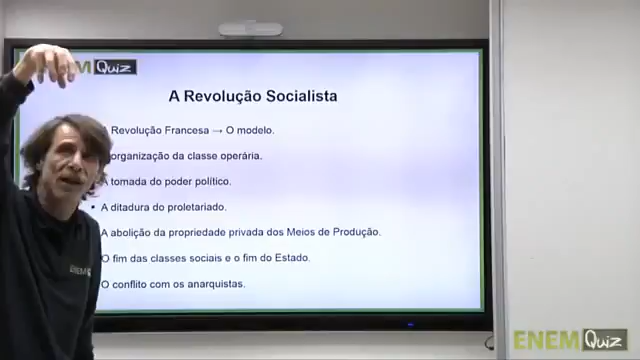 M Quiz
A Revolução Socialista
A Revolução Francesa → O modelo.
organização da classe operária.
A tomada do poder político.
• A ditadura do proletariado.
A abolição da propriedade privada dos Meios de Produção.
O fim das classes sociais e o fim do Estado.
O conflito com os anarquistas.
ENEM
ENEM Quiz